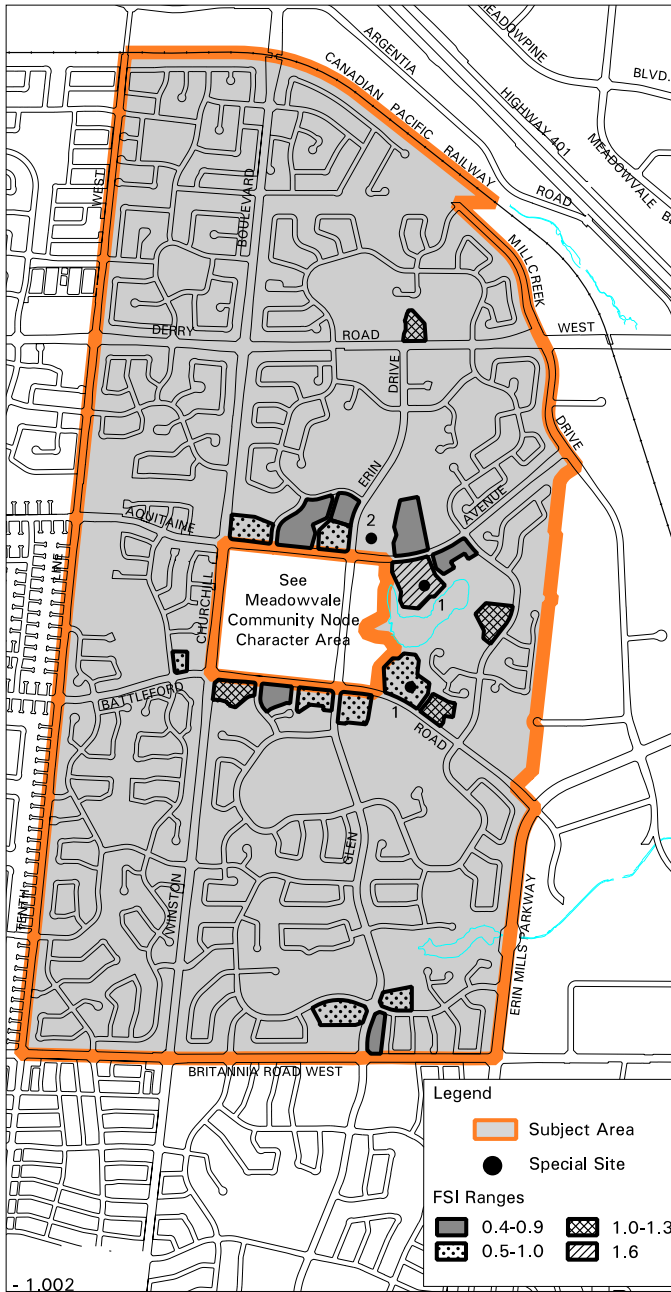 MEADOWPINE
BLVD.
ARGENTIA
ROAD
CANADIAN PACIFIC RAILWAY
HIGHWAY 401
MEADOWVALE B
WEST
BOULEVARD
MILLCREEK
DRIVE
DERRY
ROAD
WEST
DRIVE
ERIN
AVENUE
AQUITAINE
2
LINE
CHURCHILL
See
Meadowvale
Community Node
Character Area
1
BATTLEFORD
1
ROAD
GLEN
WINSTON
TENTH
ERIN MILLS PARKWAY
BRITANNIA ROAD WEST
Legend
Subject Area
Special Site
FSI Ranges
0.4-0.9
1.0-1.3
0.5-1.0
1.6
- 1.002